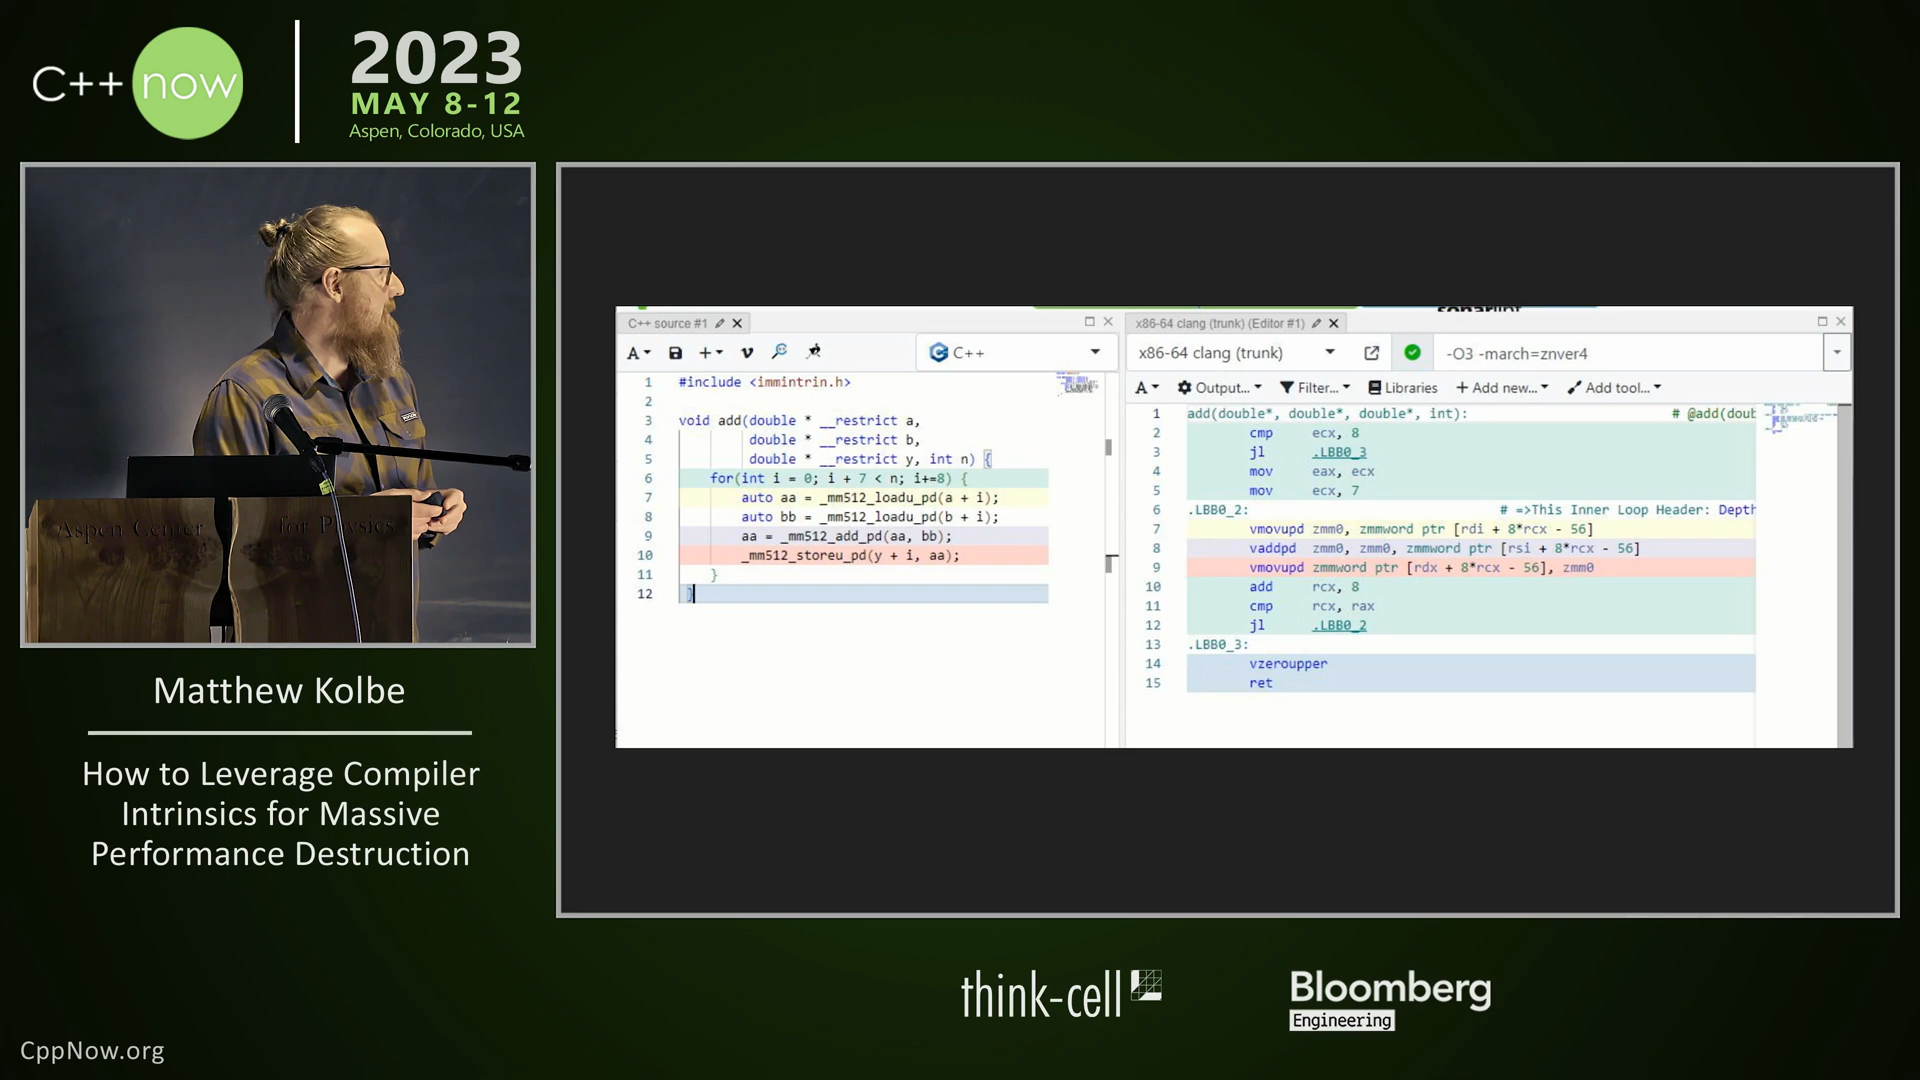 C++ now
2023
MAY 8-12
Aspen, Colorado, USA
Aspen Center for Physics
Matthew Kolbe
How to Leverage Compiler
Intrinsics for Massive
Performance Destruction
C++ source #1
A
C++
1 #include <immintrin.h>
2
3 void add(double * __restrict a,
4 double * __restrict b,
5 double * __restrict y, int n) {
6 for(int i = 0; i + 7 < n; i+=8) {
7 auto aa = _mm512_loadu_pd(a + i);
8 auto bb = _mm512_loadu_pd(b + i);
9 aa = _mm512_add_pd(aa, bb);
10 _mm512_storeu_pd(y + i, aa);
11 }
12 }
x86-64 clang (trunk) (Editor #1)
x86-64 clang (trunk)
-O3 -march=znver4
A Output... Filter... Libraries + Add new... Add tool...
1 add(double*, double*, double*, int): # @add(doub
2 cmp ecx, 8
3 jl .LBB0_3
4 mov eax, ecx
5 mov ecx, 7
6 .LBB0_2: # =>This Inner Loop Header: Depth
7 vmovupd zmm0, zmmword ptr [rdi + 8*rcx - 56]
8 vaddpd zmm0, zmm0, zmmword ptr [rsi + 8*rcx - 56]
9 vmovupd zmmword ptr [rdx + 8*rcx - 56], zmm0
10 add rcx, 8
11 cmp rcx, rax
12 jl .LBB0_2
13 .LBB0_3:
14 vzeroupper
15 ret
think-cell
Bloomberg
Engineering
CppNow.org